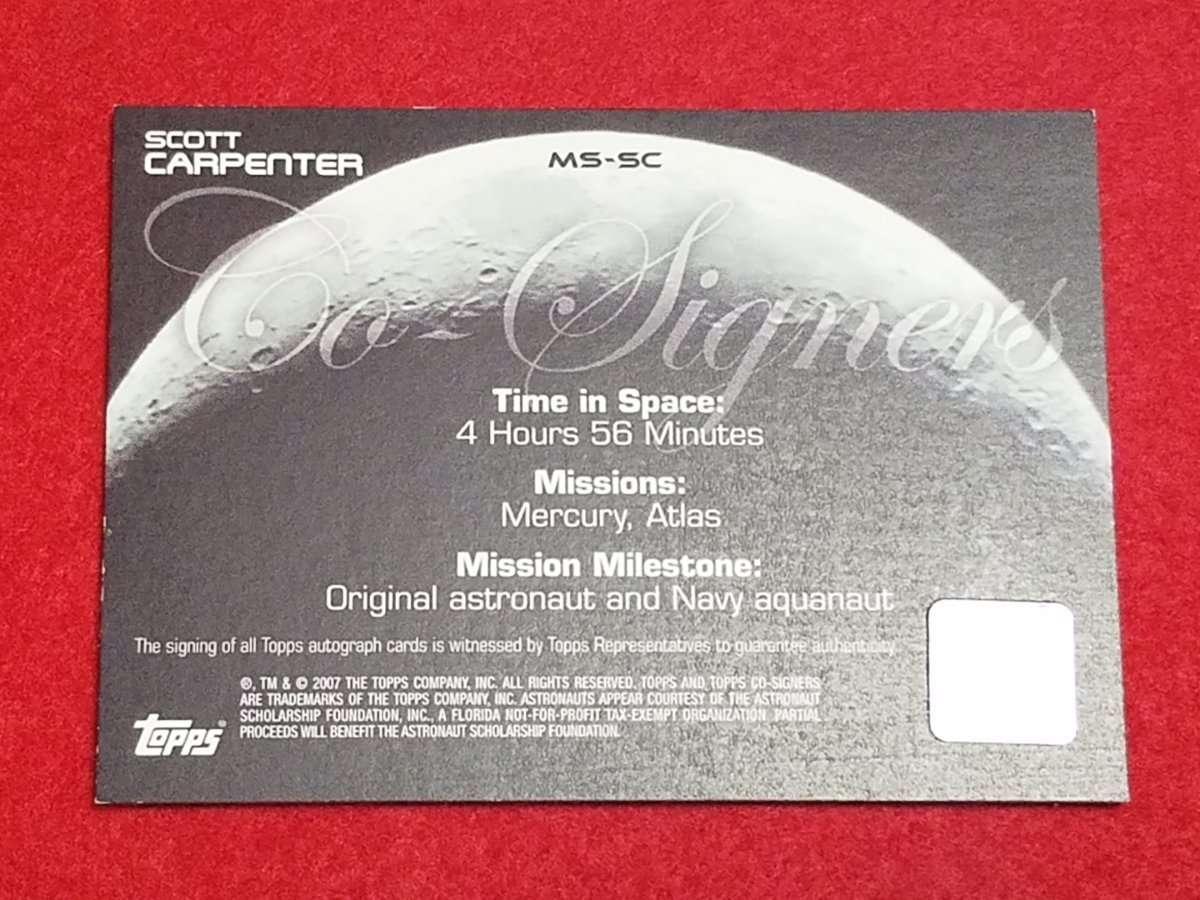 SCOTT
CARPENTER
MS-SC
Co-Signers
Time in Space:
4 Hours 56 Minutes
Missions:
Mercury, Atlas
Mission Milestone:
Original astronaut and Navy aquanaut
The signing of all Topps autograph cards is witnessed by Topps Representatives to guarantee authenticity.
®, TM & © 2007 THE TOPPS COMPANY, INC. ALL RIGHTS RESERVED. TOPPS AND TOPPS CO-SIGNERS
ARE TRADEMARKS OF THE TOPPS COMPANY, INC. ASTRONAUTS APPEAR COURTESY OF THE ASTRONAUT
SCHOLARSHIP FOUNDATION, INC., A FLORIDA NOT-FOR-PROFIT TAX-EXEMPT ORGANIZATION. PARTIAL
PROCEEDS WILL BENEFIT THE ASTRONAUT SCHOLARSHIP FOUNDATION.
Topps®